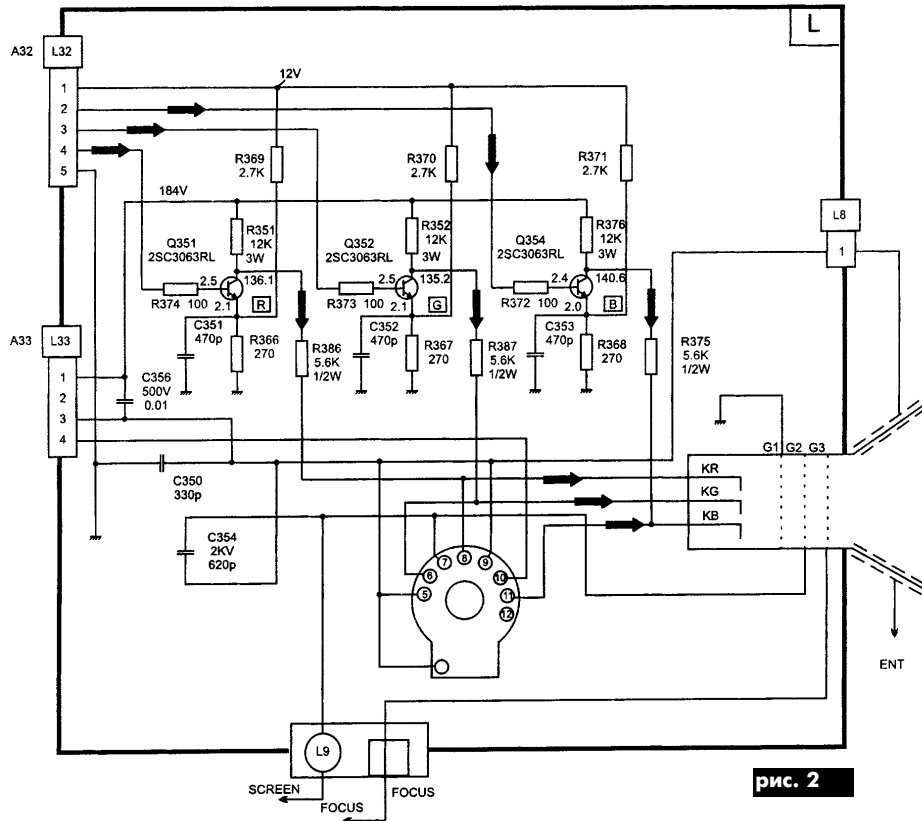 L
A32
L32
1
2
3
4
5
12V
R369
2.7K
R370
2.7K
R371
2.7K
184V
R351
12K
3W
R352
12K
3W
R376
12K
3W
L8
1
Q351
2SC3063RL
Q352
2SC3063RL
Q354
2SC3063RL
2.5
136.1
2.5
135.2
2.4
140.6
R374 100
2.1
R
R373 100
2.1
G
R372 100
2.0
B
C351
470p
R366
270
C352
470p
R367
270
C353
470p
R368
270
R386
5.6K
1/2W
R387
5.6K
1/2W
R375
5.6K
1/2W
A33
L33
1
2
3
4
C356
500V
0.01
C350
330p
C354
2KV
620p
G1 G2 G3
KR
KG
KB
5
6
7
8
9
10
11
12
ENT
L9
SCREEN
FOCUS
FOCUS
рис. 2